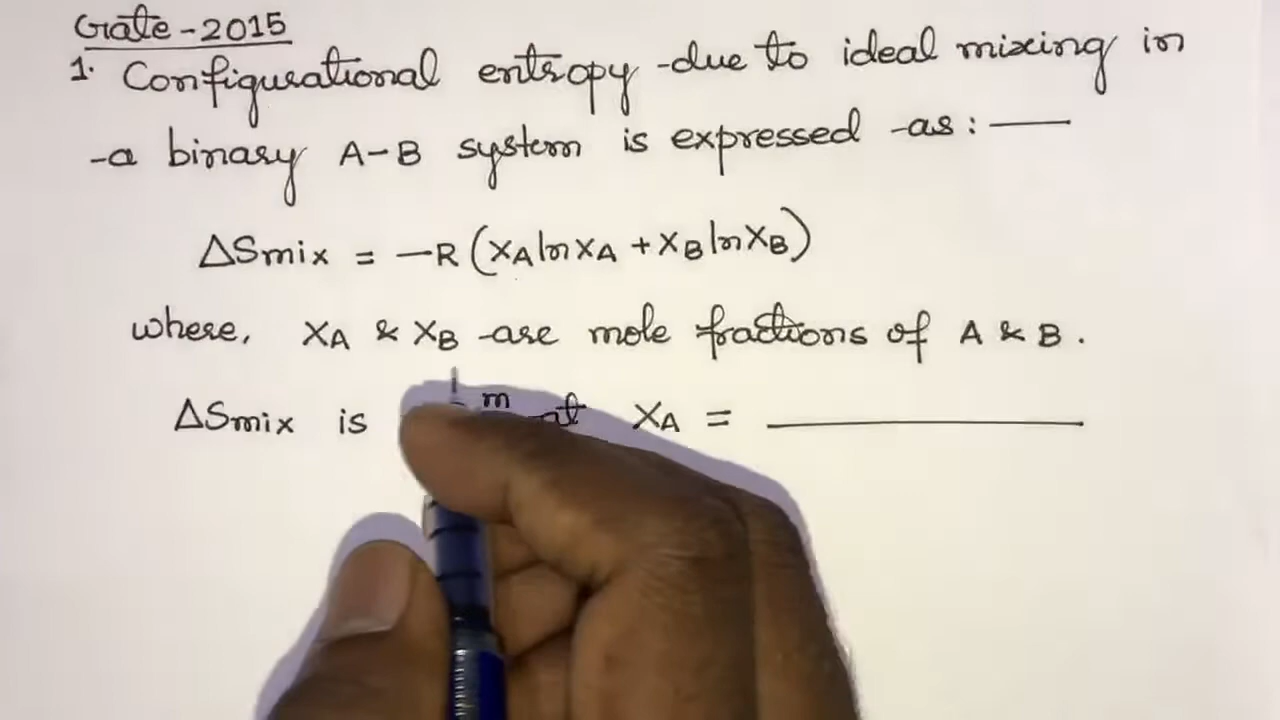 Gate - 2015
1. Configurational entropy due to ideal mixing in
a binary A-B system is expressed as : —
ΔSmix = -R (XA ln XA + XB ln XB)
where, XA & XB are mole fractions of A & B.
ΔSmix is m at XA = ______